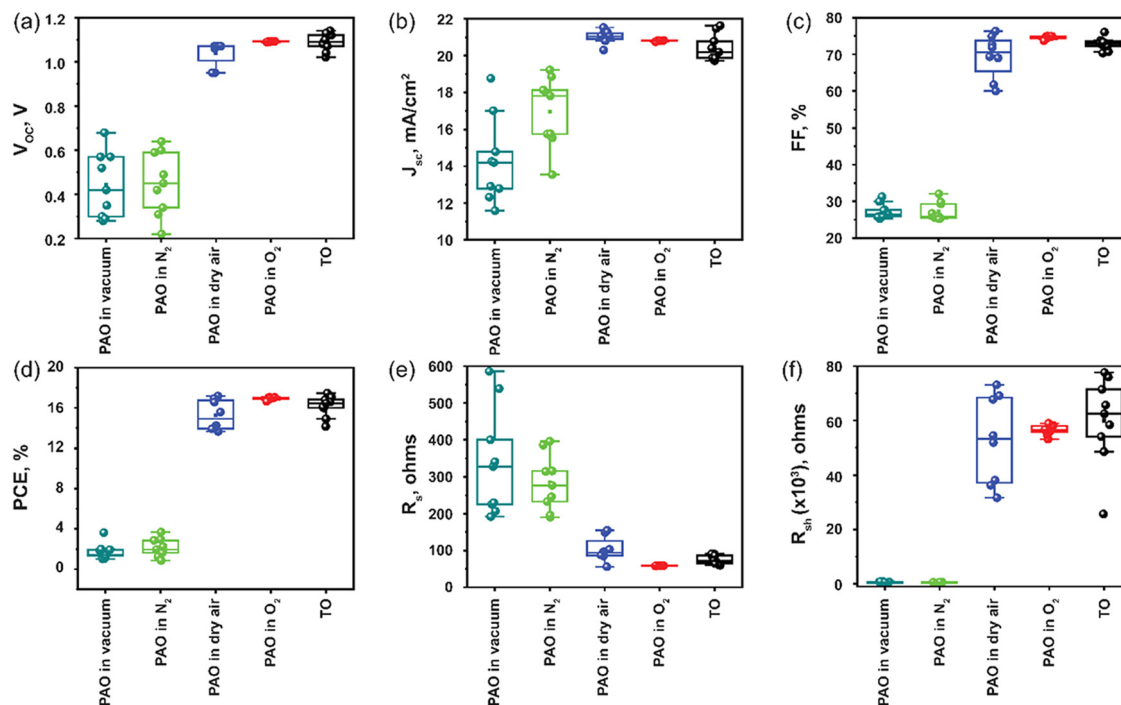 (a)
V_OC, V
1.2
1.0
0.8
0.6
0.4
0.2
PAO in vacuum
PAO in N₂
PAO in dry air
PAO in O₂
TO
(b)
J_sc, mA/cm²
22
20
18
16
14
12
10
PAO in vacuum
PAO in N₂
PAO in dry air
PAO in O₂
TO
(c)
FF, %
80
70
60
50
40
30
20
PAO in vacuum
PAO in N₂
PAO in dry air
PAO in O₂
TO
(d)
PCE, %
20
16
12
8
4
2
0
PAO in vacuum
PAO in N₂
PAO in dry air
PAO in O₂
TO
(e)
R_s, ohms
600
500
400
300
200
100
0
PAO in vacuum
PAO in N₂
PAO in dry air
PAO in O₂
TO
(f)
R_sh (x10³), ohms
80
60
40
20
0
PAO in vacuum
PAO in N₂
PAO in dry air
PAO in O₂
TO